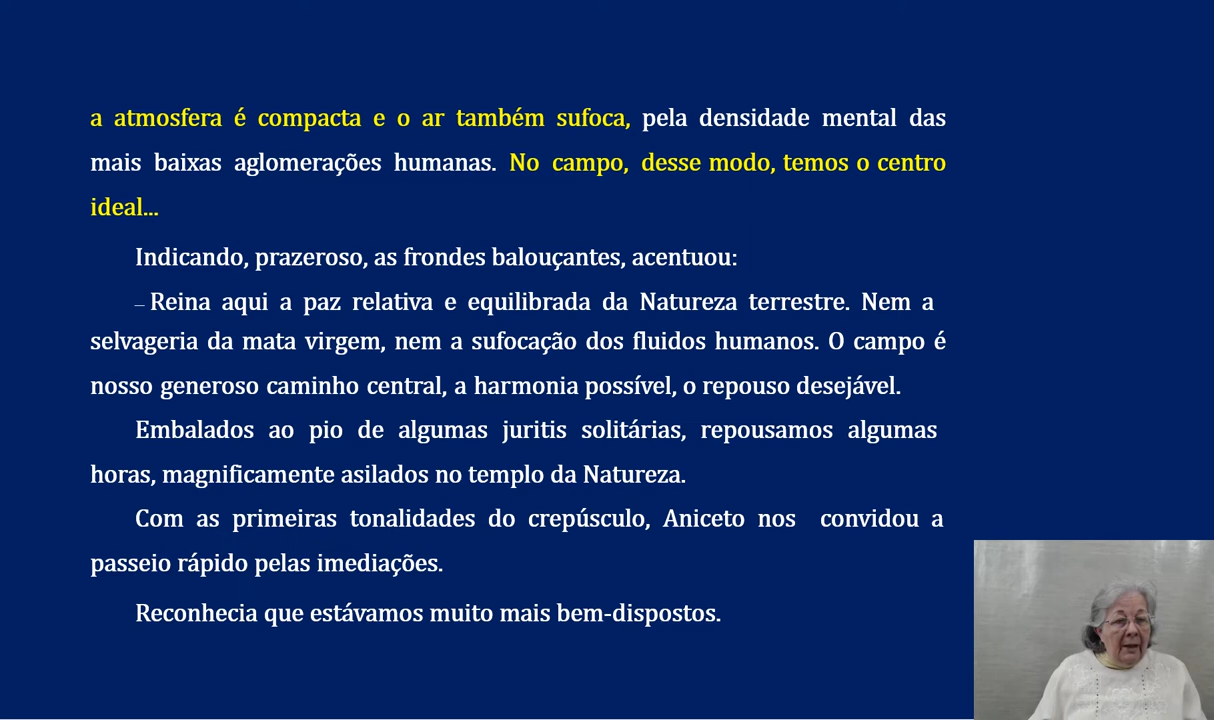 a atmosfera é compacta e o ar também sufoca, pela densidade mental das
mais baixas aglomerações humanas. No campo, desse modo, temos o centro
ideal...
Indicando, prazeroso, as frondes balouçantes, acentuou:
– Reina aqui a paz relativa e equilibrada da Natureza terrestre. Nem a
selvageria da mata virgem, nem a sufocação dos fluidos humanos. O campo é
nosso generoso caminho central, a harmonia possível, o repouso desejável.
Embalados ao pio de algumas juritis solitárias, repousamos algumas
horas, magnificamente asilados no templo da Natureza.
Com as primeiras tonalidades do crepúsculo, Aniceto nos convidou a
passeio rápido pelas imediações.
Reconhecia que estávamos muito mais bem-dispostos.